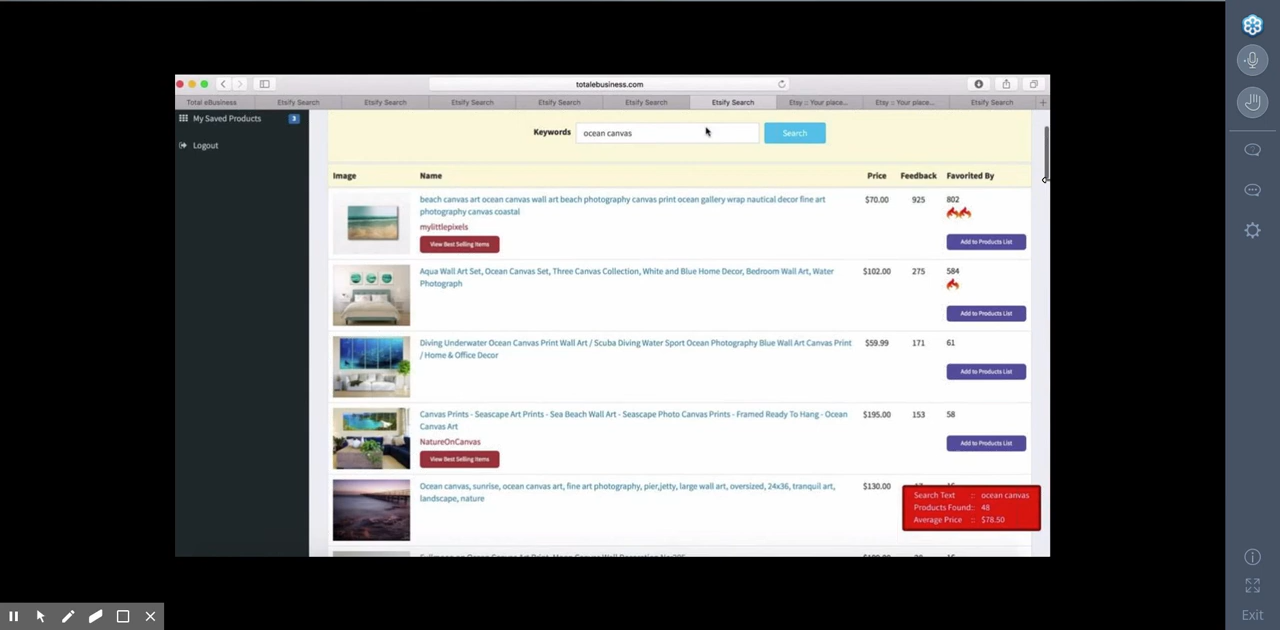 totalebusiness.com
Total eBusiness
Etsify Search
Etsify Search
Etsify Search
Etsify Search
Etsify Search
Etsify Search
Etsy :: Your place...
Etsy :: Your place...
Etsify Search
My Saved Products 3
Logout
Keywords ocean canvas Search
Image Name Price Feedback Favorited By
beach canvas art ocean canvas wall art beach photography canvas print ocean gallery wrap nautical decor fine art $70.00 925 802
photography canvas coastal
mylittlepixels
View Best Selling Items Add to Products List
Aqua Wall Art Set, Ocean Canvas Set, Three Canvas Collection, White and Blue Home Decor, Bedroom Wall Art, Water $102.00 275 584
Photograph
Add to Products List
Diving Underwater Ocean Canvas Print Wall Art / Scuba Diving Water Sport Ocean Photography Blue Wall Art Canvas Print $59.99 171 61
/ Home & Office Decor
Add to Products List
Canvas Prints - Seascape Art Prints - Sea Beach Wall Art - Seascape Photo Canvas Prints - Framed Ready To Hang - Ocean $195.00 153 58
Canvas Art
NatureOnCanvas
View Best Selling Items Add to Products List
Ocean canvas, sunrise, ocean canvas art, fine art photography, pier,jetty, large wall art, oversized, 24x36, tranquil art, $130.00
landscape, nature
Search Text :: ocean canvas
Products Found:: 48
Average Price :: $78.50
Exit